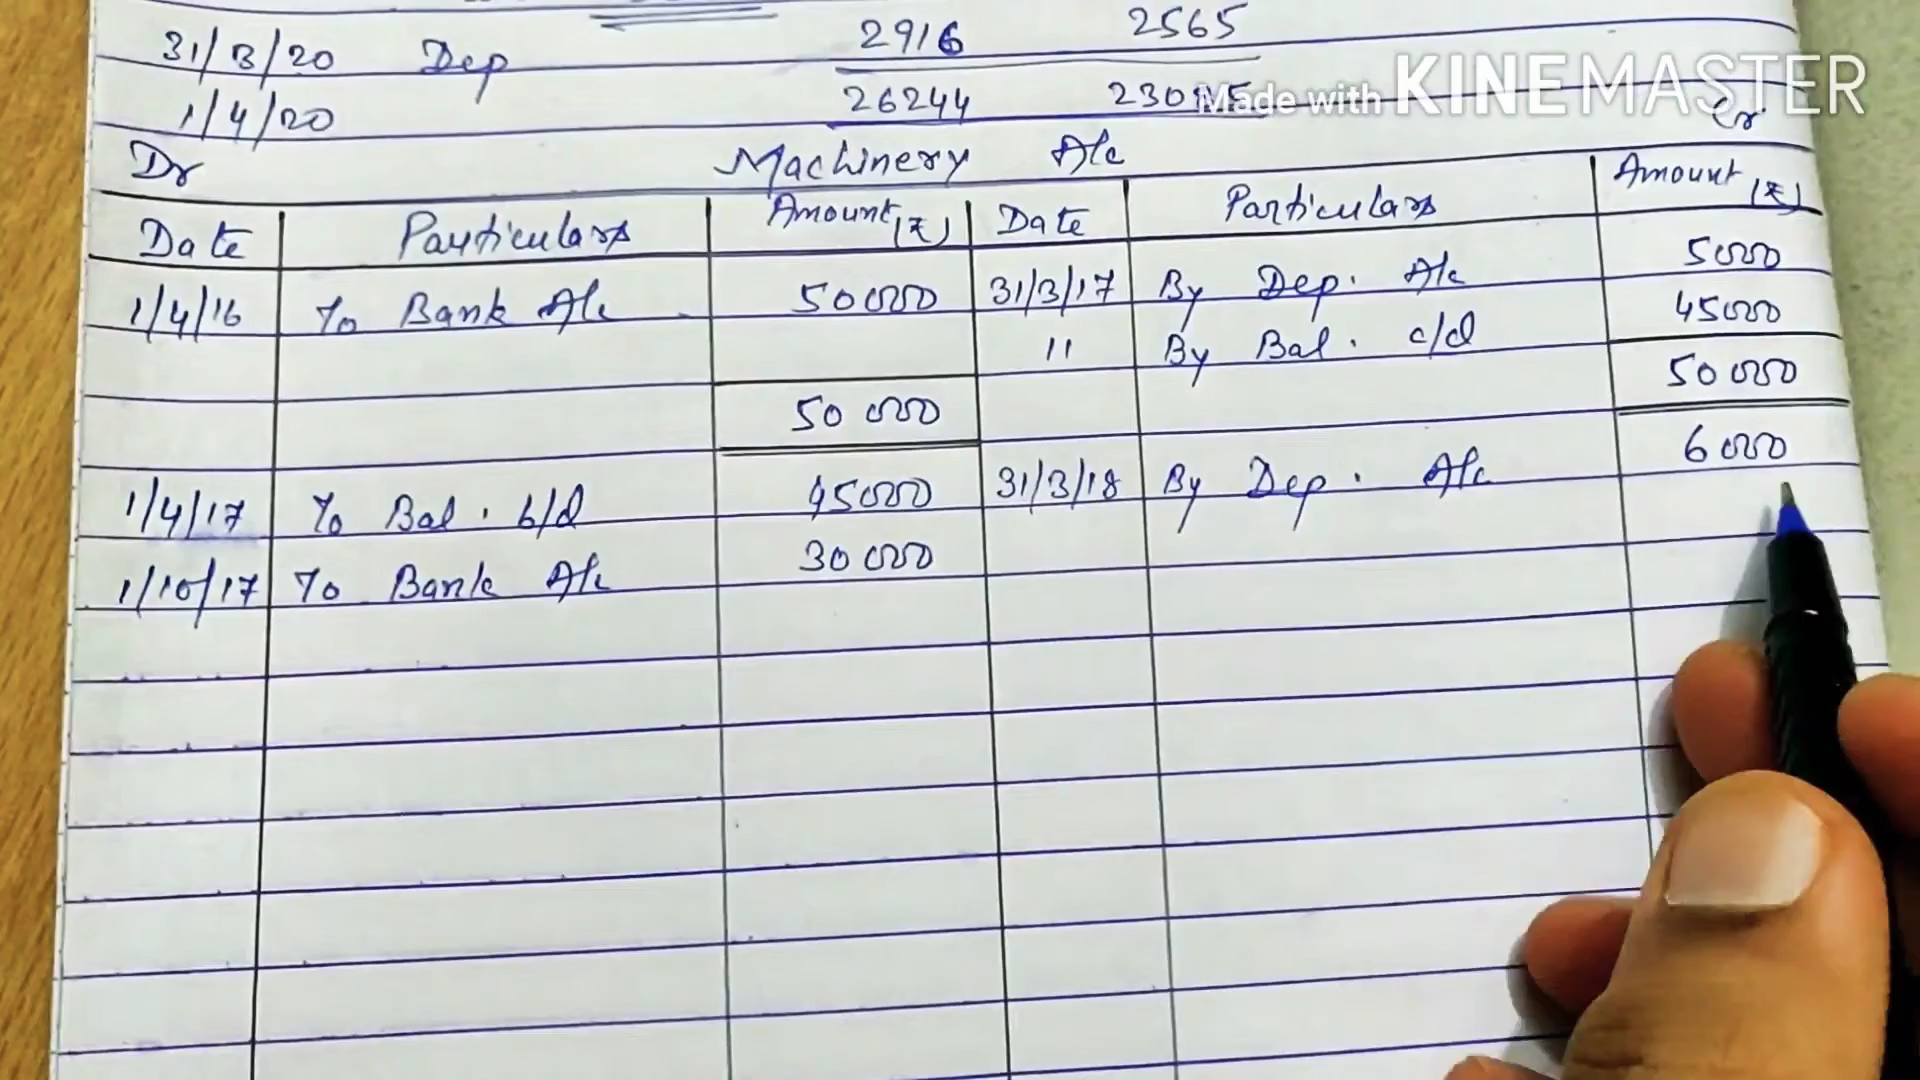 31/3/20 Dep 2916 2565
1/4/20 26244 230
Made with KINEMASTER
Dr Machinery A/c Cr
Date Particulars Amount (₹) Date Particulars Amount (₹)
1/4/16 To Bank A/c 50000 31/3/17 By Dep. A/c 5000
11 By Bal. c/d 45000
50000 50000
1/4/17 To Bal. b/d 45000 31/3/18 By Dep. A/c 6000
1/10/17 To Bank A/c 30000